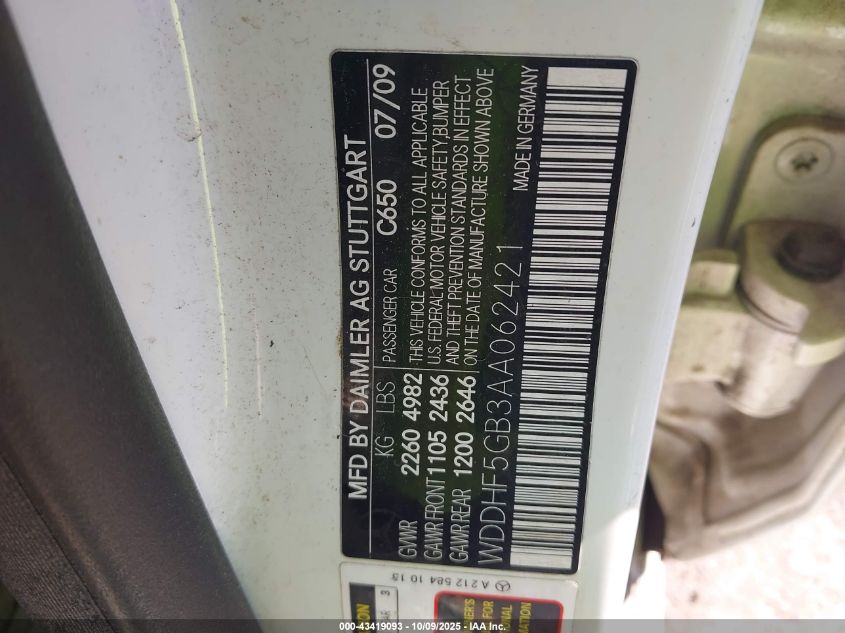 MFD BY DAIMLER AG STUTTGART
KG LBS PASSENGER CAR C650 07/09
GVWR 2260 4982 THIS VEHICLE CONFORMS TO ALL APPLICABLE
GAWR FRONT 1105 2436 U.S. FEDERAL MOTOR VEHICLE SAFETY, BUMPER
GAWR REAR 1200 2646 AND THEFT PREVENTION STANDARDS IN EFFECT
ON THE DATE OF MANUFACTURE SHOWN ABOVE
WDDHF5GB3AA062421 MADE IN GERMANY
A 212 584 10 13
3
000-43419093 - 10/09/2025 - IAA Inc.